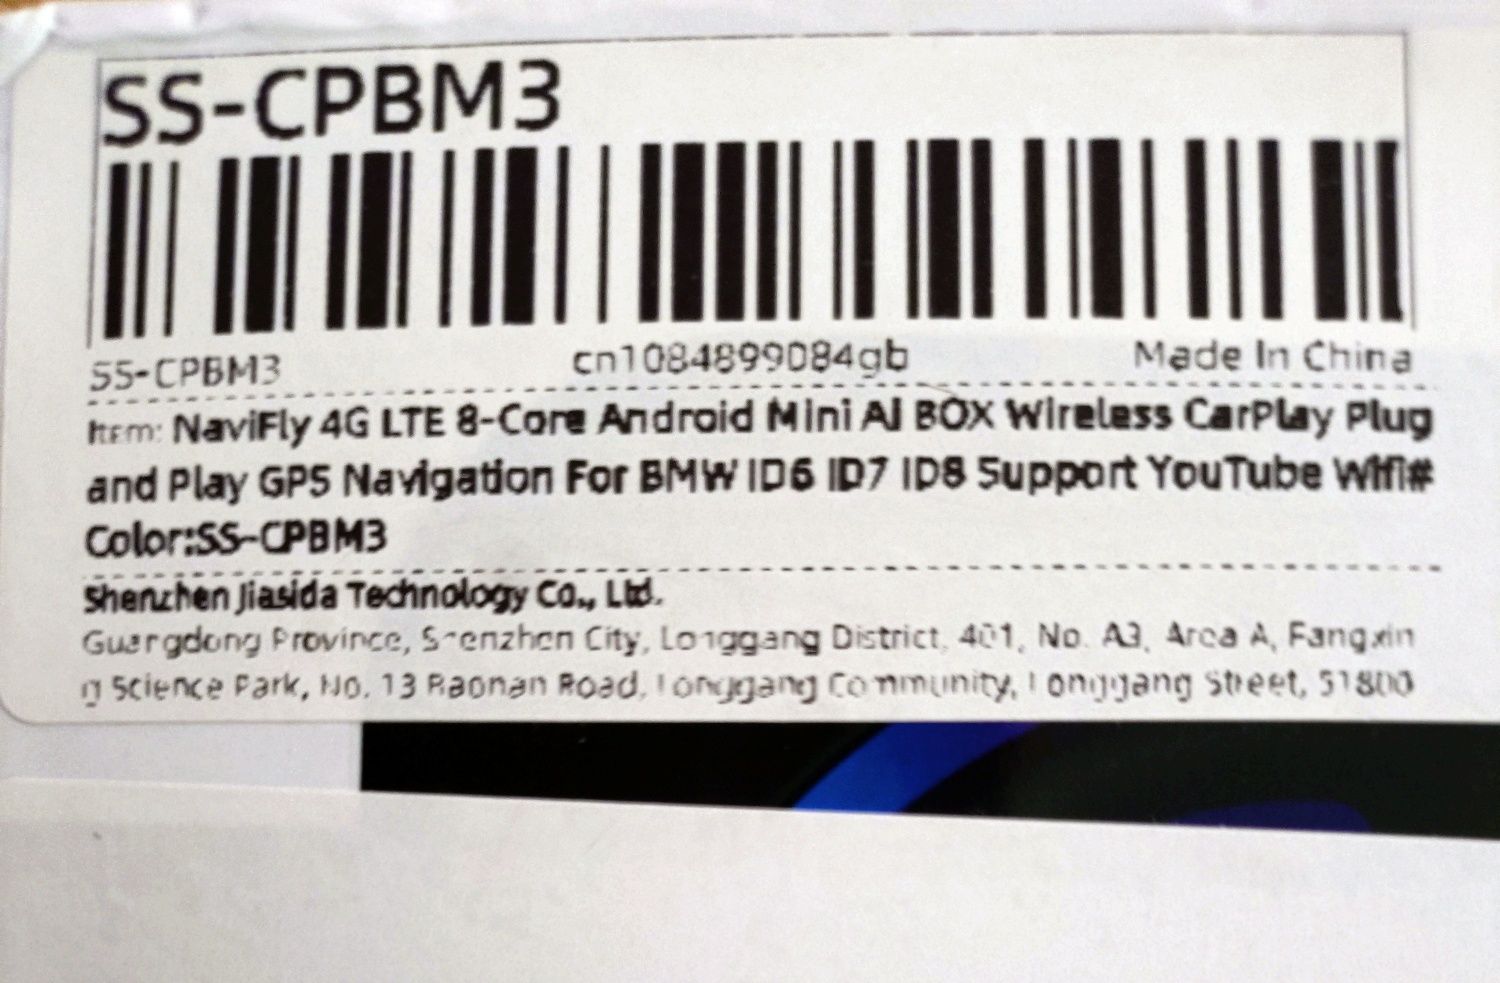 SS-CPBM3
SS-CPBM3 cn1084899084gb Made In China
Item: NaviFly 4G LTE 8-Core Android Mini Ai BOX Wireless CarPlay Plug
and Play GPS Navigation For BMW ID6 ID7 ID8 Support YouTube Wifi#
Color:SS-CPBM3
Shenzhen Jiasida Technology Co., Ltd.
Guangdong Province, Shenzhen City, Longgang District, 401, No. A3, Area A, Fangxin
g Science Park, No. 13 Baonan Road, Longgang Community, Longgang Street, 51800